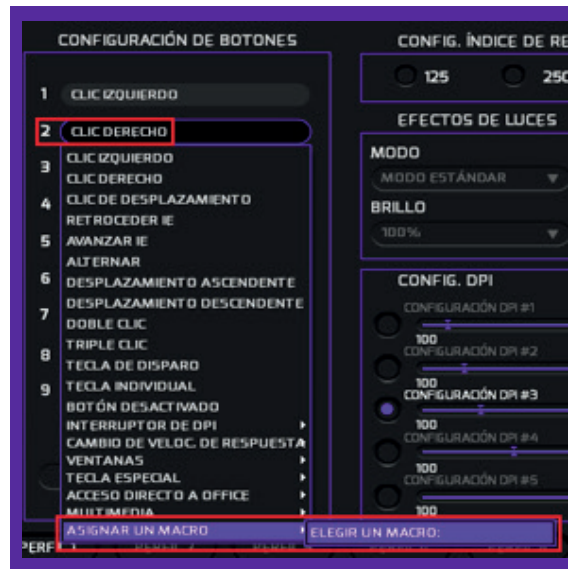 CONFIGURACIÓN DE BOTONES
1 CLIC IZQUIERDO
2 CLIC DERECHO
CLIC IZQUIERDO
3
CLIC DERECHO
4 CLIC DE DESPLAZAMIENTO
RETROCEDER IE
5 AVANZAR IE
ALTERNAR
6 DESPLAZAMIENTO ASCENDENTE
DESPLAZAMIENTO DESCENDENTE
7
DOBLE CLIC
8 TRIPLE CLIC
TECLA DE DISPARO
9 TECLA INDIVIDUAL
BOTÓN DESACTIVADO
INTERRUPTOR DE DPI
CAMBIO DE VELOC. DE RESPUESTA
VENTANAS
TECLA ESPECIAL
ACCESO DIRECTO A OFFICE
MULTIMEDIA
ASIGNAR UN MACRO
ELEGIR UN MACRO:
CONFIG. ÍNDICE DE RE
125 250
EFECTOS DE LUCES
MODO
MODO ESTÁNDAR
BRILLO
100%
CONFIG. DPI
CONFIGURACIÓN DPI #1
100
CONFIGURACIÓN DPI #2
100
CONFIGURACIÓN DPI #3
100
CONFIGURACIÓN DPI #4
100
CONFIGURACIÓN DPI #5
100